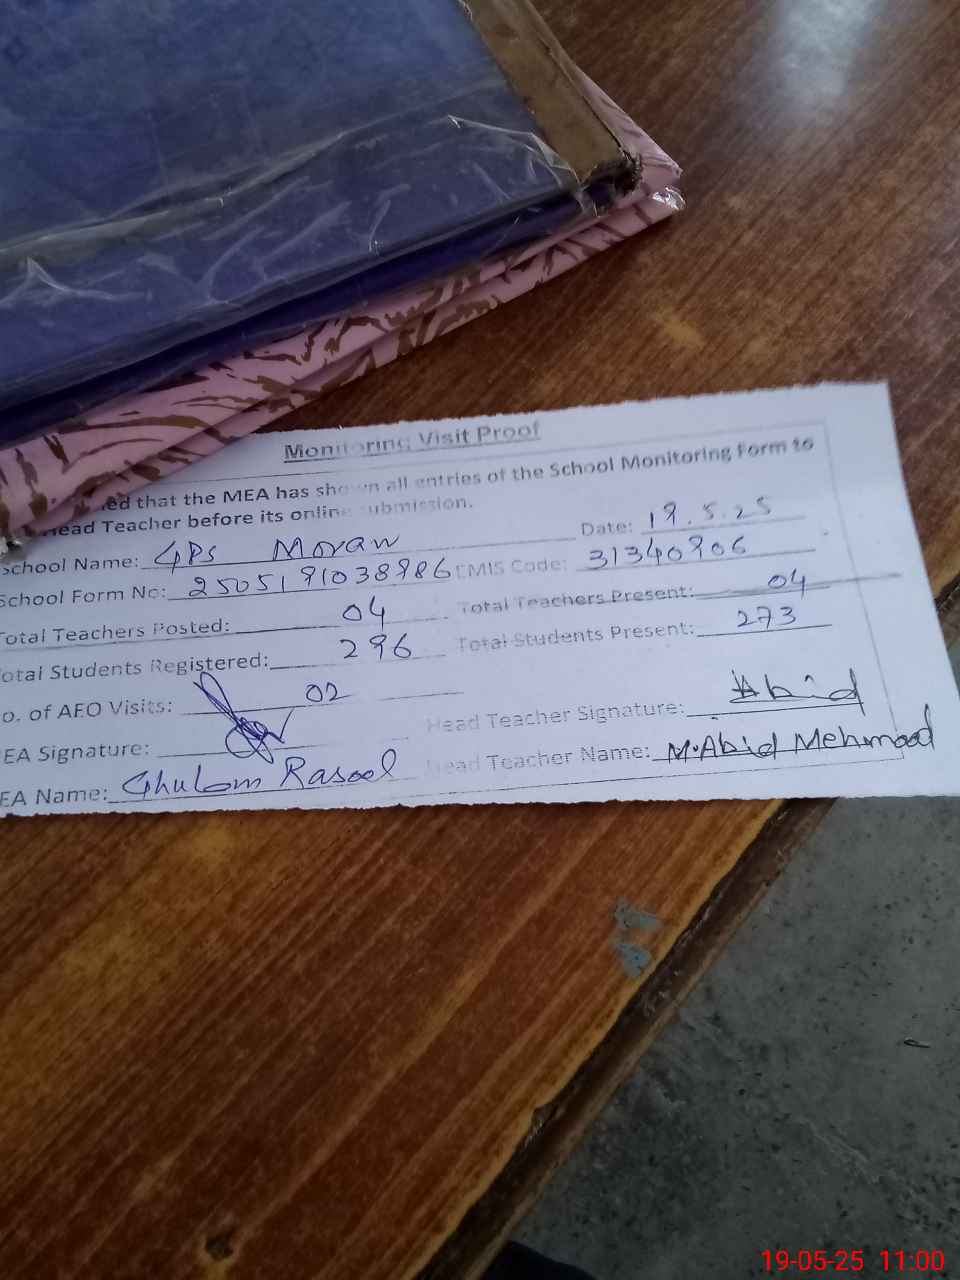 Monitoring Visit Proof
that the MEA has shown all entries of the School Monitoring Form to
Head Teacher before its online submission.
School Name: GPS Moraw Date: 19.5.25
School Form No: 2505191038986 EMIS Code: 31340906
Total Teachers Posted: 04 Total Teachers Present: 04
Total Students Registered: 296 Total Students Present: 273
o. of AEO Visits: 02
EA Signature: Head Teacher Signature: Abid
EA Name: Ghulam Rasool Head Teacher Name: M.Abid Mehmood
19-05-25 11:00